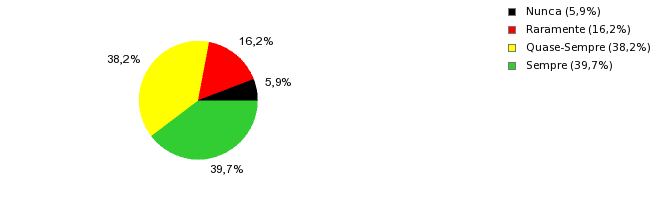 Nunca (5,9%)
Raramente (16,2%)
Quase-Sempre (38,2%)
Sempre (39,7%)
16,2%
38,2%
5,9%
39,7%